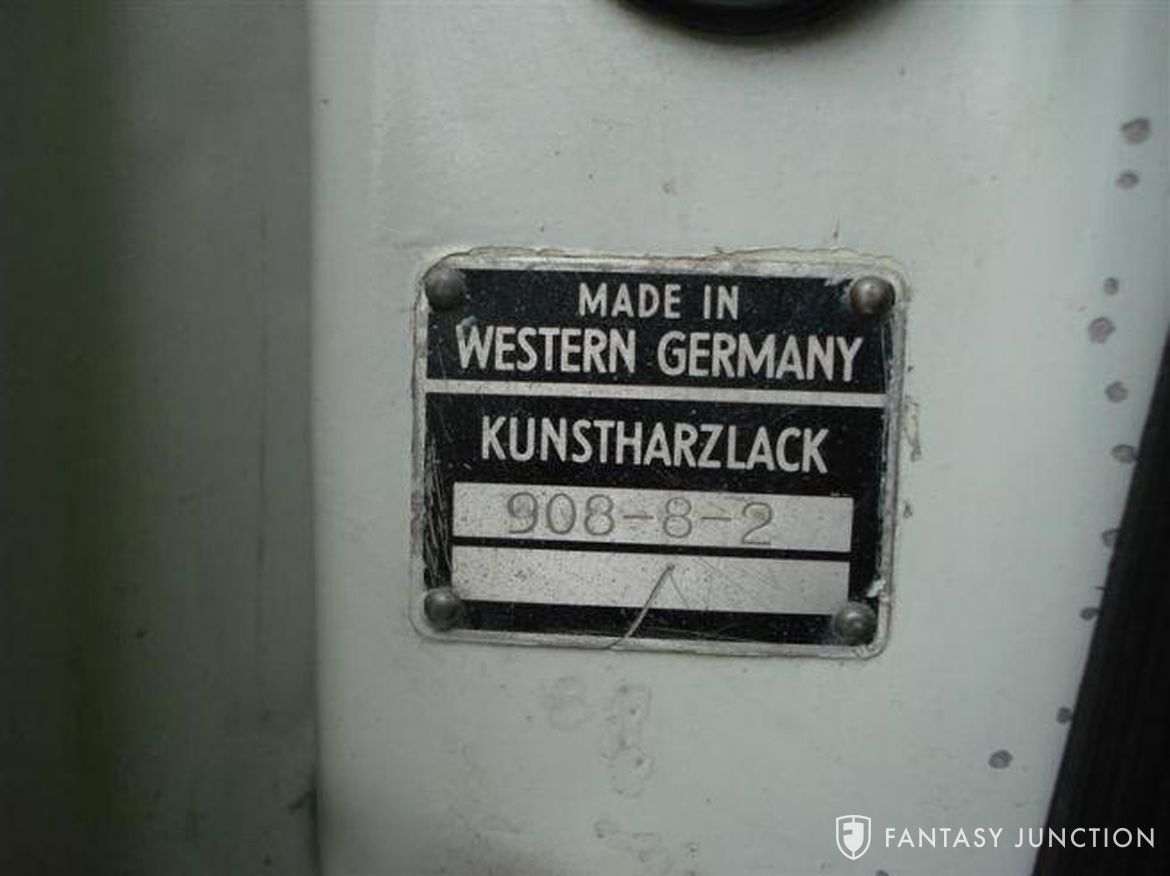 MADE IN
WESTERN GERMANY
KUNSTHARZLACK
908-8-2
FANTASY JUNCTION